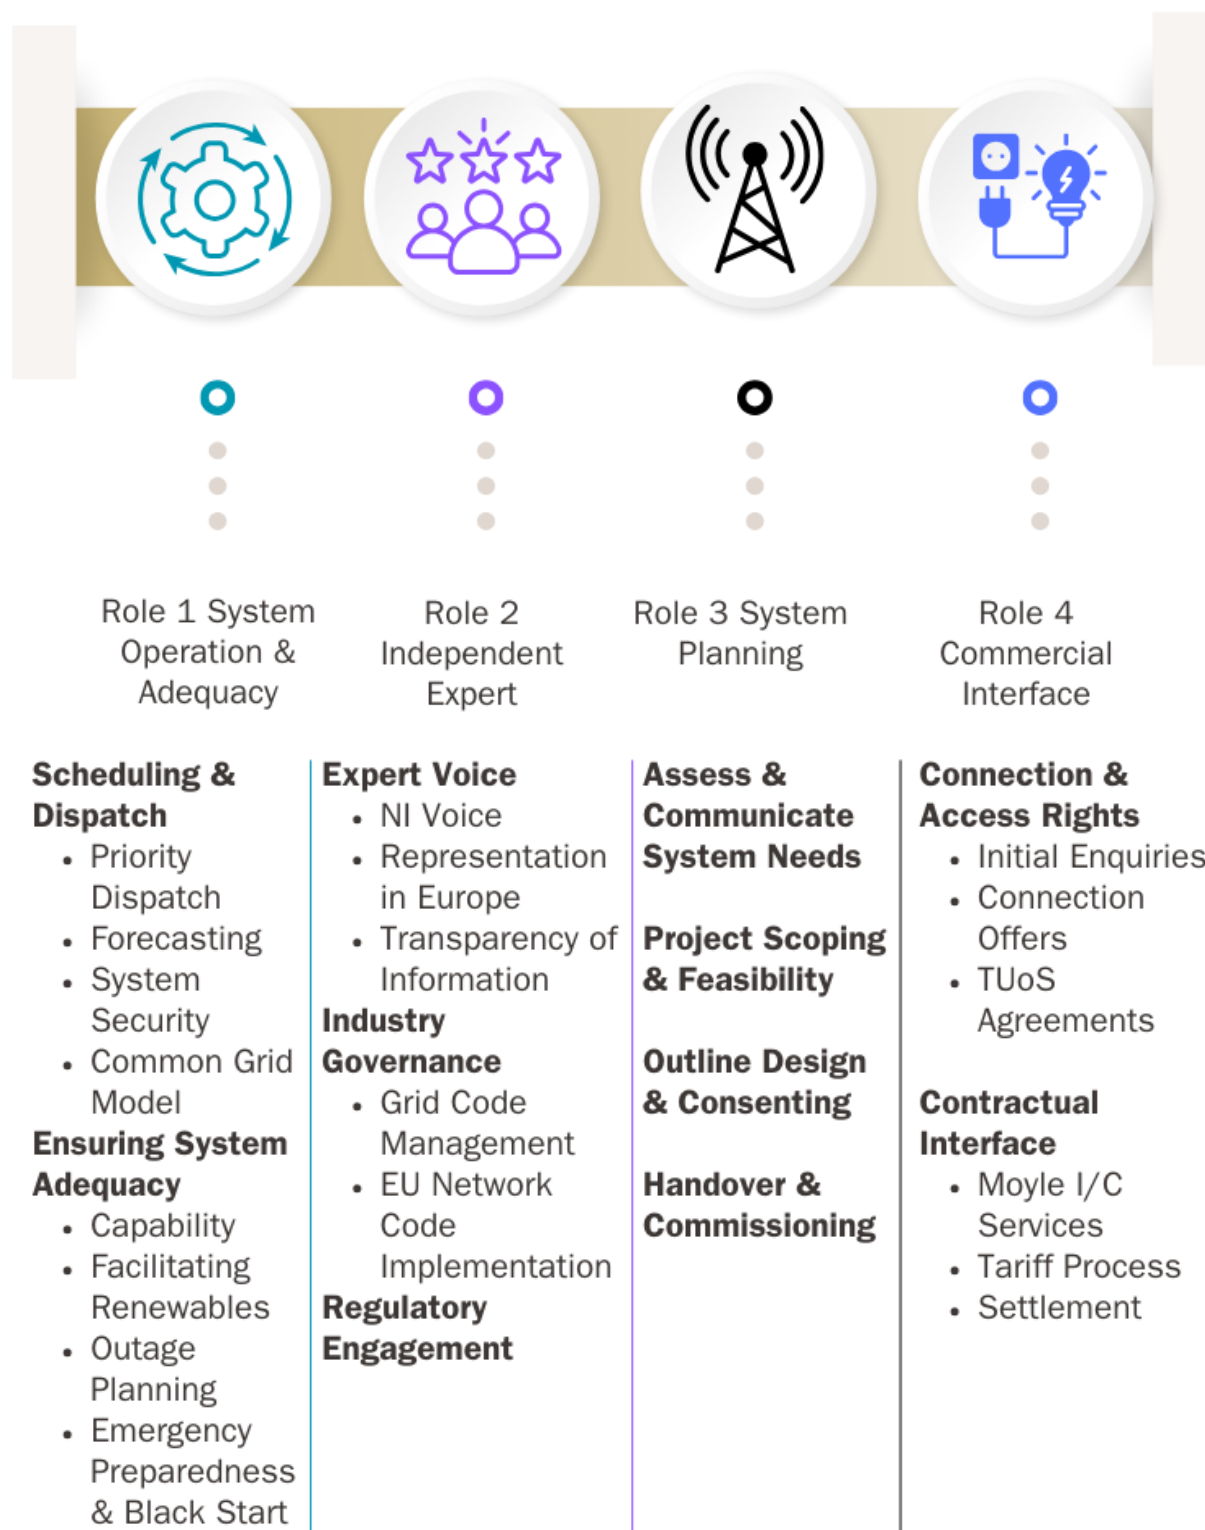 Role 1 System
Operation &
Adequacy
Role 2
Independent
Expert
Role 3 System
Planning
Role 4
Commercial
Interface
Scheduling &
Dispatch
• Priority
Dispatch
• Forecasting
• System
Security
• Common Grid
Model
Ensuring System
Adequacy
• Capability
• Facilitating
Renewables
• Outage
Planning
• Emergency
Preparedness
& Black Start
Expert Voice
• NI Voice
• Representation
in Europe
• Transparency of
Information
Industry
Governance
• Grid Code
Management
• EU Network
Code
Implementation
Regulatory
Engagement
Assess &
Communicate
System Needs
Project Scoping
& Feasibility
Outline Design
& Consenting
Handover &
Commissioning
Connection &
Access Rights
• Initial Enquiries
• Connection
Offers
• TUoS
Agreements
Contractual
Interface
• Moyle I/C
Services
• Tariff Process
• Settlement